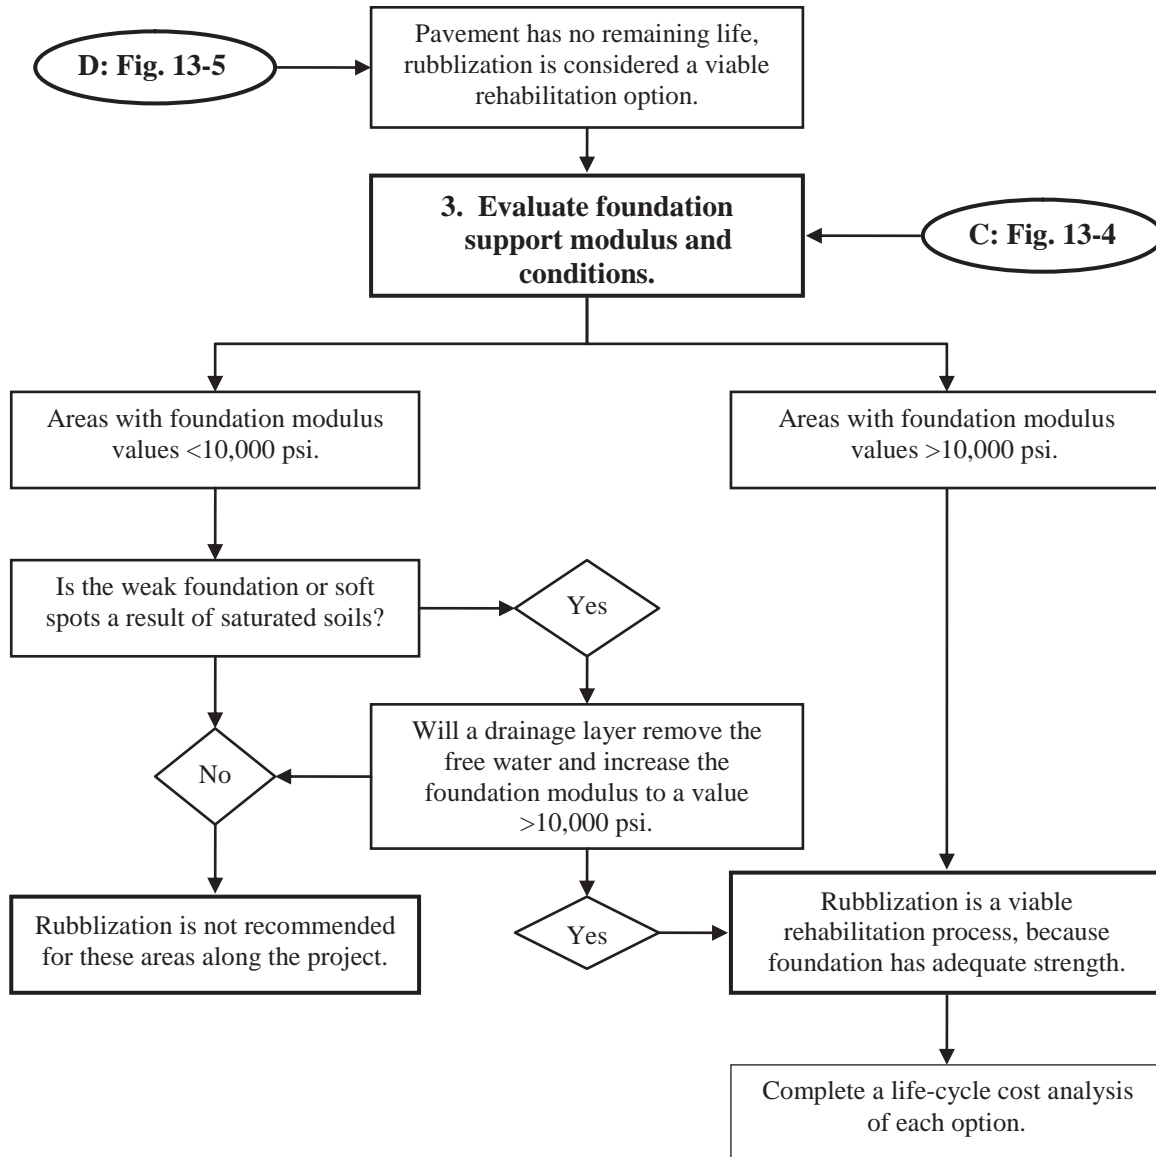 D: Fig. 13-5
Pavement has no remaining life,
rubblization is considered a viable
rehabilitation option.
3. Evaluate foundation
support modulus and
conditions.
C: Fig. 13-4
Areas with foundation modulus
values <10,000 psi.
Areas with foundation modulus
values >10,000 psi.
Is the weak foundation or soft
spots a result of saturated soils?
Yes
Will a drainage layer remove the
free water and increase the
foundation modulus to a value
>10,000 psi.
No
Rubblization is not recommended
for these areas along the project.
Yes
Rubblization is a viable
rehabilitation process, because
foundation has adequate strength.
Complete a life-cycle cost analysis
of each option.